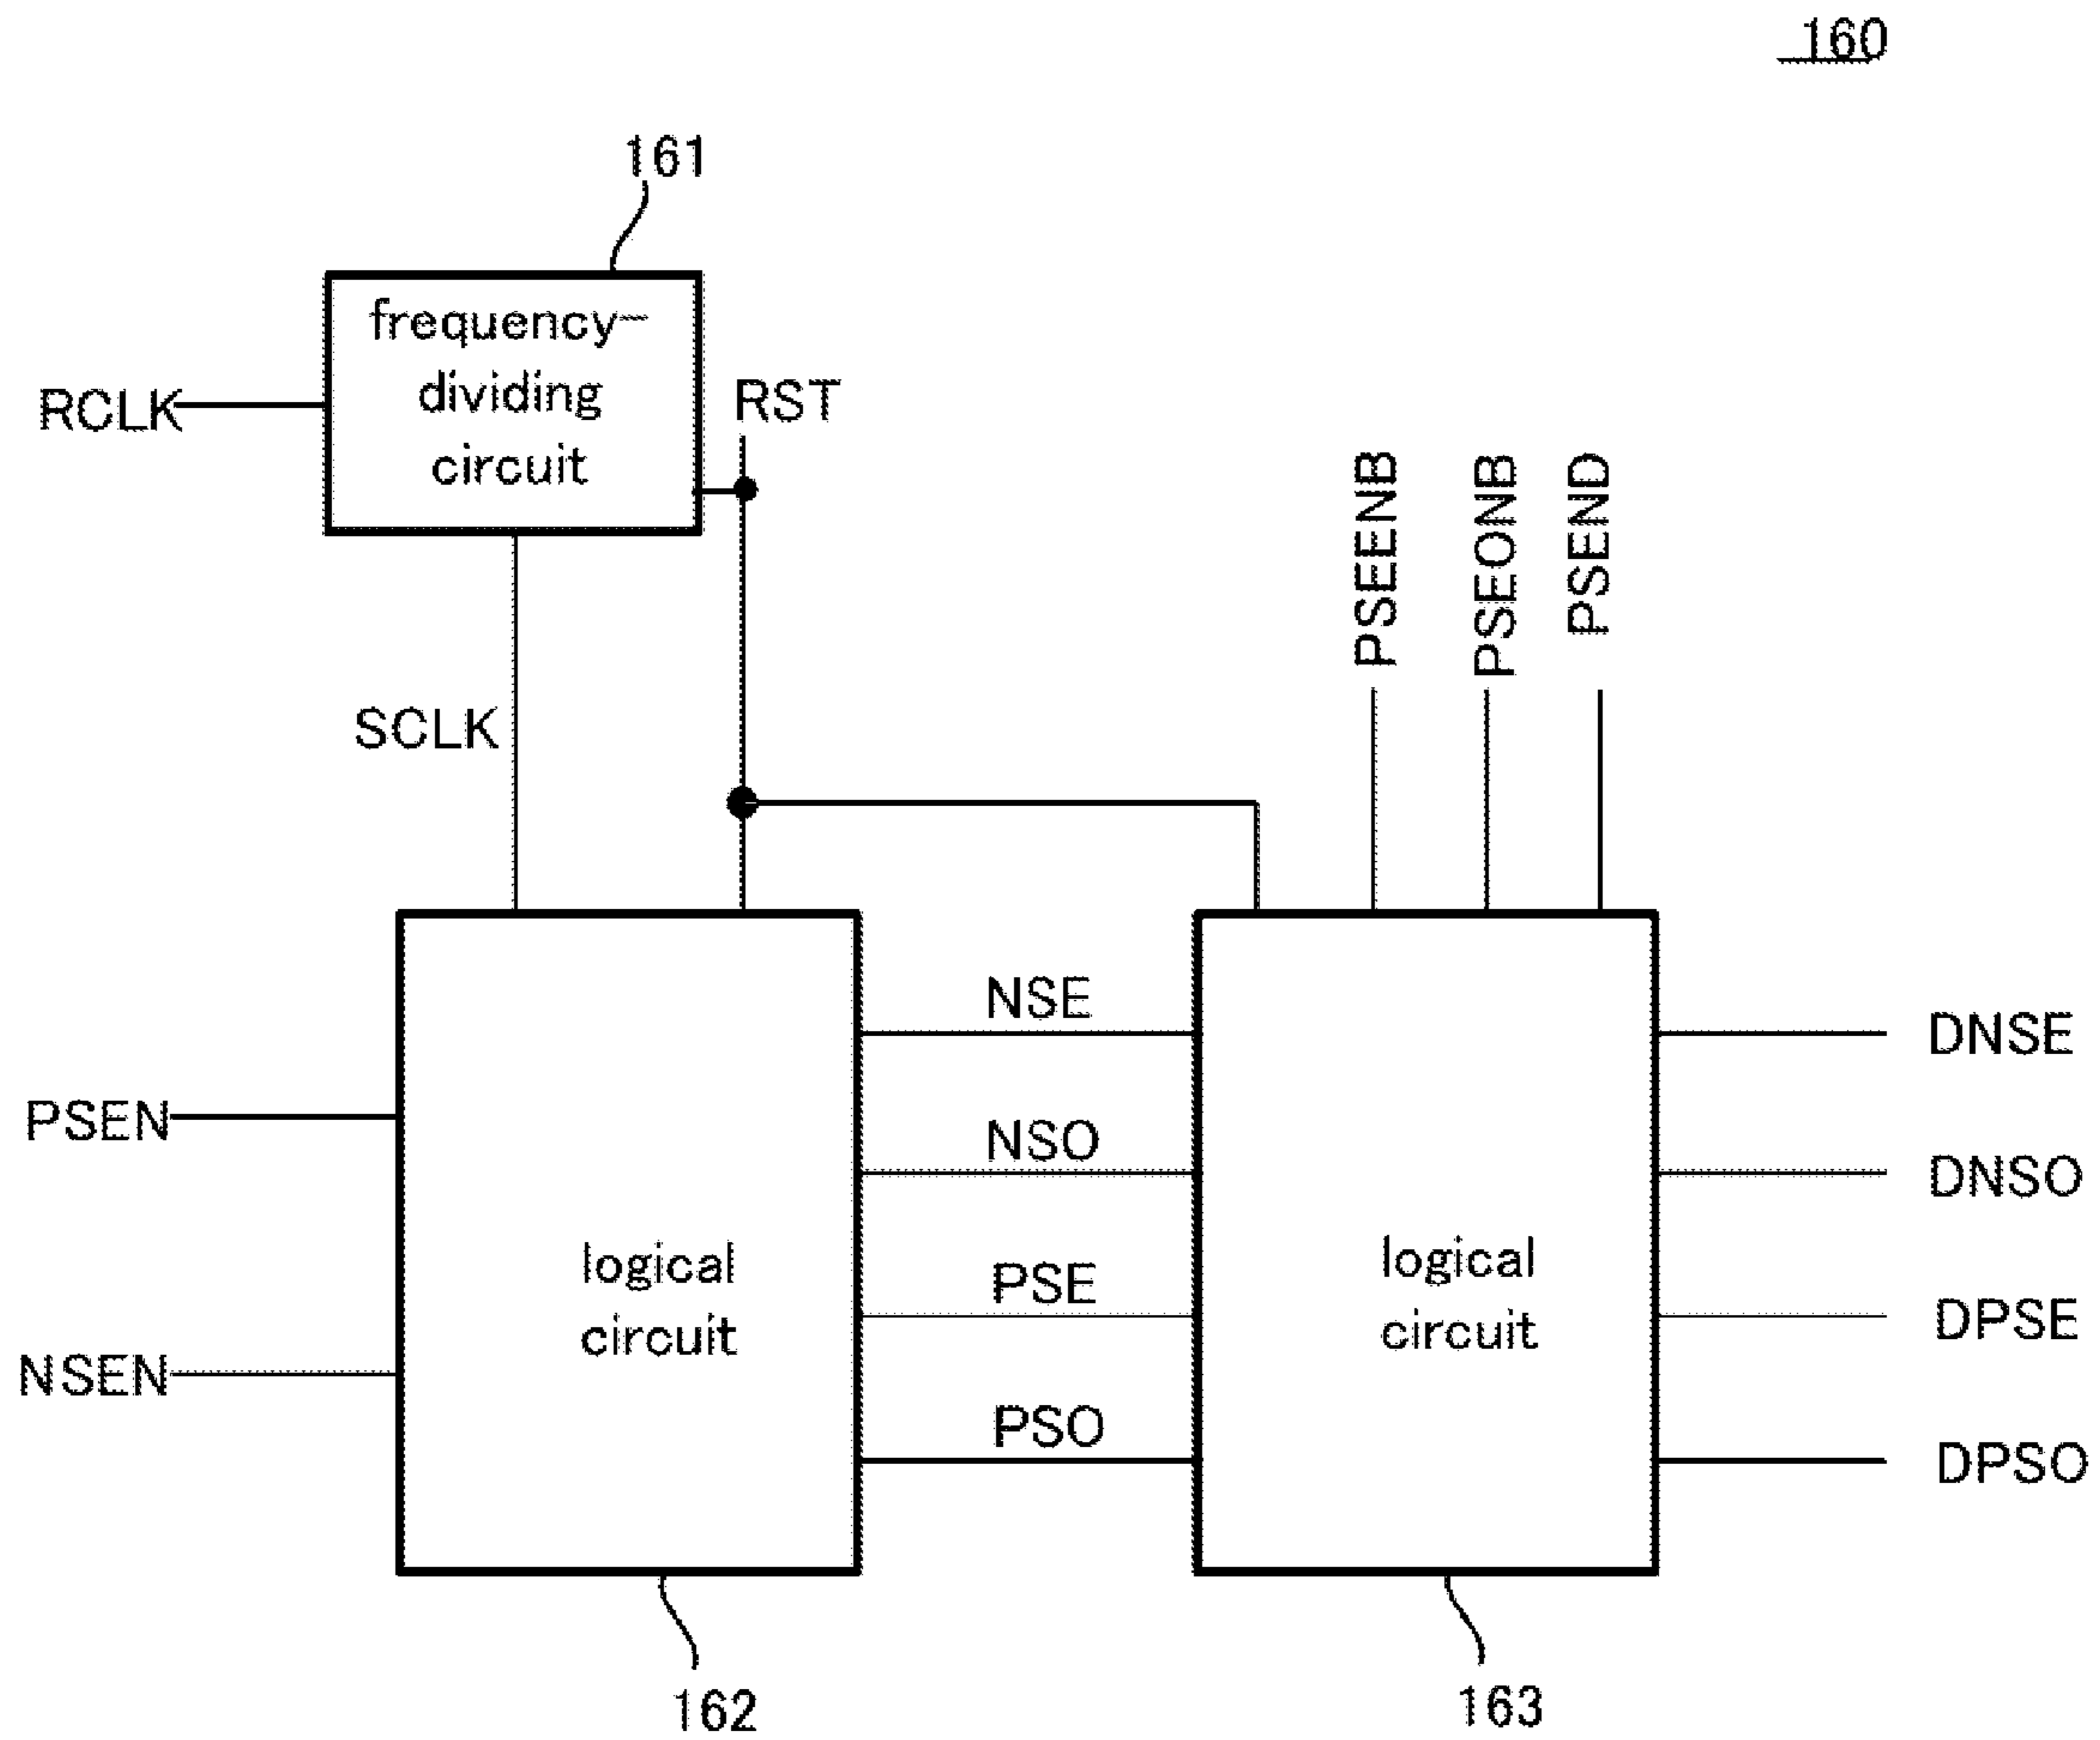 160
161
frequency-
dividing
circuit
RCLK
RST
PSEENB
PSEONB
PSEND
SCLK
NSE
DNSE
PSEN
NSO
DNSO
logical
circuit
logical
circuit
PSE
DPSE
NSEN
PSO
DPSO
162
163